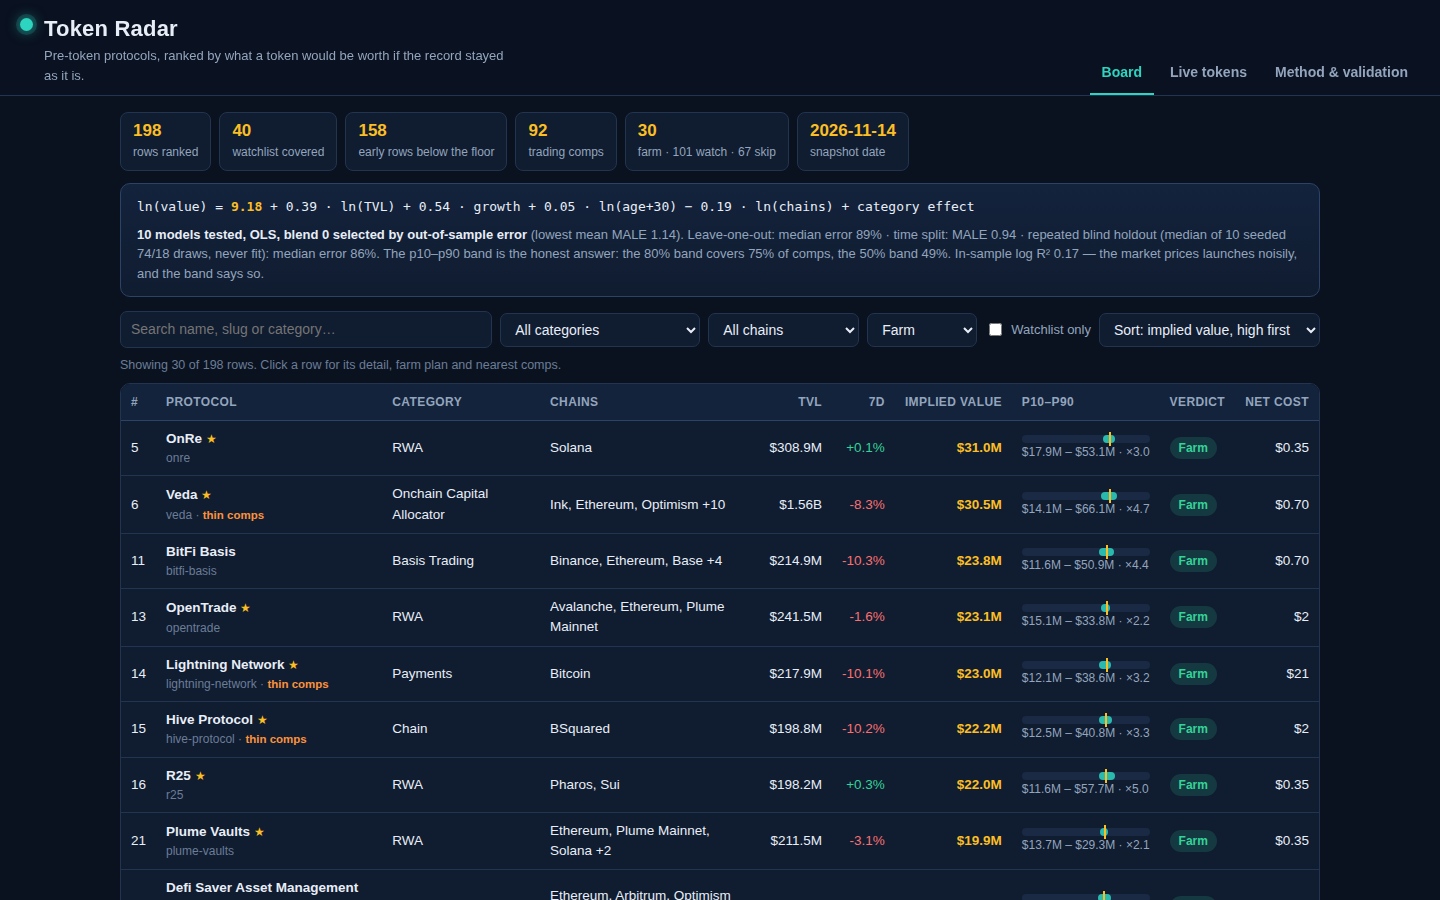 Token Radar
Pre-token protocols, ranked by what a token would be worth if the record stayed
as it is.
Board
Live tokens
Method & validation
198
rows ranked
40
watchlist covered
158
early rows below the floor
92
trading comps
30
farm · 101 watch · 67 skip
2026-11-14
snapshot date
ln(value) = 9.18 + 0.39 · ln(TVL) + 0.54 · growth + 0.05 · ln(age+30) − 0.19 · ln(chains) + category effect
10 models tested, OLS, blend 0 selected by out-of-sample error (lowest mean MALE 1.14). Leave-one-out: median error 89% · time split: MALE 0.94 · repeated blind holdout (median of 10 seeded
74/18 draws, never fit): median error 86%. The p10–p90 band is the honest answer: the 80% band covers 75% of comps, the 50% band 49%. In-sample log R² 0.17 — the market prices launches noisily,
and the band says so.
Search name, slug or category…
All categories
All chains
Farm
Watchlist only
Sort: implied value, high first
Showing 30 of 198 rows. Click a row for its detail, farm plan and nearest comps.
# PROTOCOL CATEGORY CHAINS TVL 7D IMPLIED VALUE P10–P90 VERDICT NET COST
5 OnRe ★ RWA Solana $308.9M +0.1% $31.0M Farm $0.35
onre $17.9M – $53.1M · ×3.0
6 Veda ★ Onchain Capital Allocator Ink, Ethereum, Optimism +10 $1.56B -8.3% $30.5M Farm $0.70
veda · thin comps $14.1M – $66.1M · ×4.7
11 BitFi Basis Basis Trading Binance, Ethereum, Base +4 $214.9M -10.3% $23.8M Farm $0.70
bitfi-basis $11.6M – $50.9M · ×4.4
13 OpenTrade ★ RWA Avalanche, Ethereum, Plume Mainnet $241.5M -1.6% $23.1M Farm $2
opentrade $15.1M – $33.8M · ×2.2
14 Lightning Network ★ Payments Bitcoin $217.9M -10.1% $23.0M Farm $21
lightning-network · thin comps $12.1M – $38.6M · ×3.2
15 Hive Protocol ★ Chain BSquared $198.8M -10.2% $22.2M Farm $2
hive-protocol · thin comps $12.5M – $40.8M · ×3.3
16 R25 ★ RWA Pharos, Sui $198.2M +0.3% $22.0M Farm $0.35
r25 $11.6M – $57.7M · ×5.0
21 Plume Vaults ★ RWA Ethereum, Plume Mainnet, Solana +2 $211.5M -3.1% $19.9M Farm $0.35
plume-vaults $13.7M – $29.3M · ×2.1
Defi Saver Asset Management Ethereum, Arbitrum, Optimism